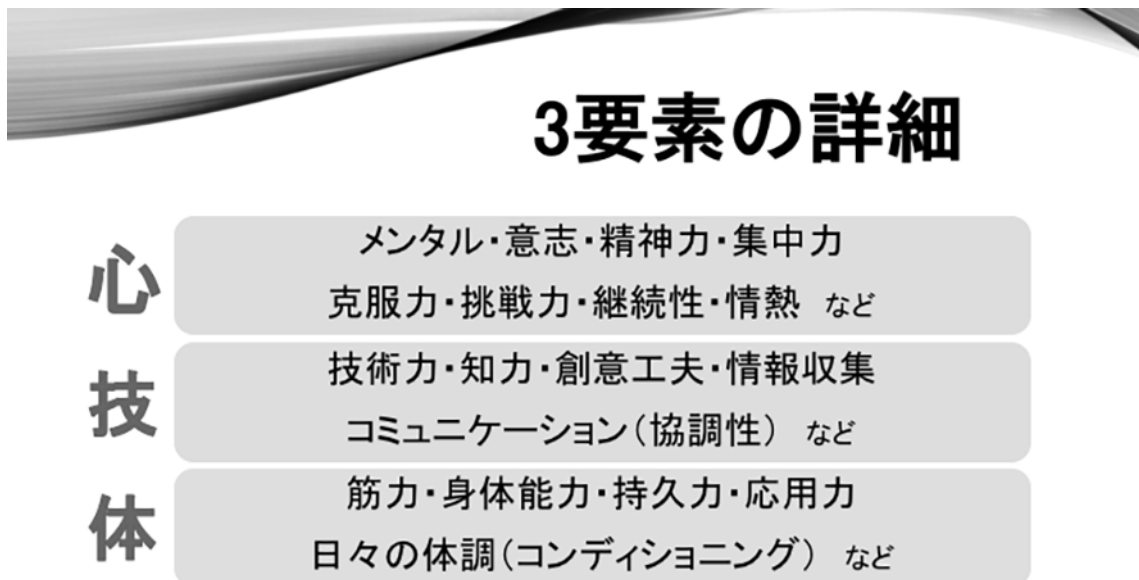 3要素の詳細
心
メンタル・意志・精神力・集中力
克服力・挑戦力・継続性・情熱 など
技
技術力・知力・創意工夫・情報収集
コミュニケーション(協調性) など
体
筋力・身体能力・持久力・応用力
日々の体調(コンディショニング) など